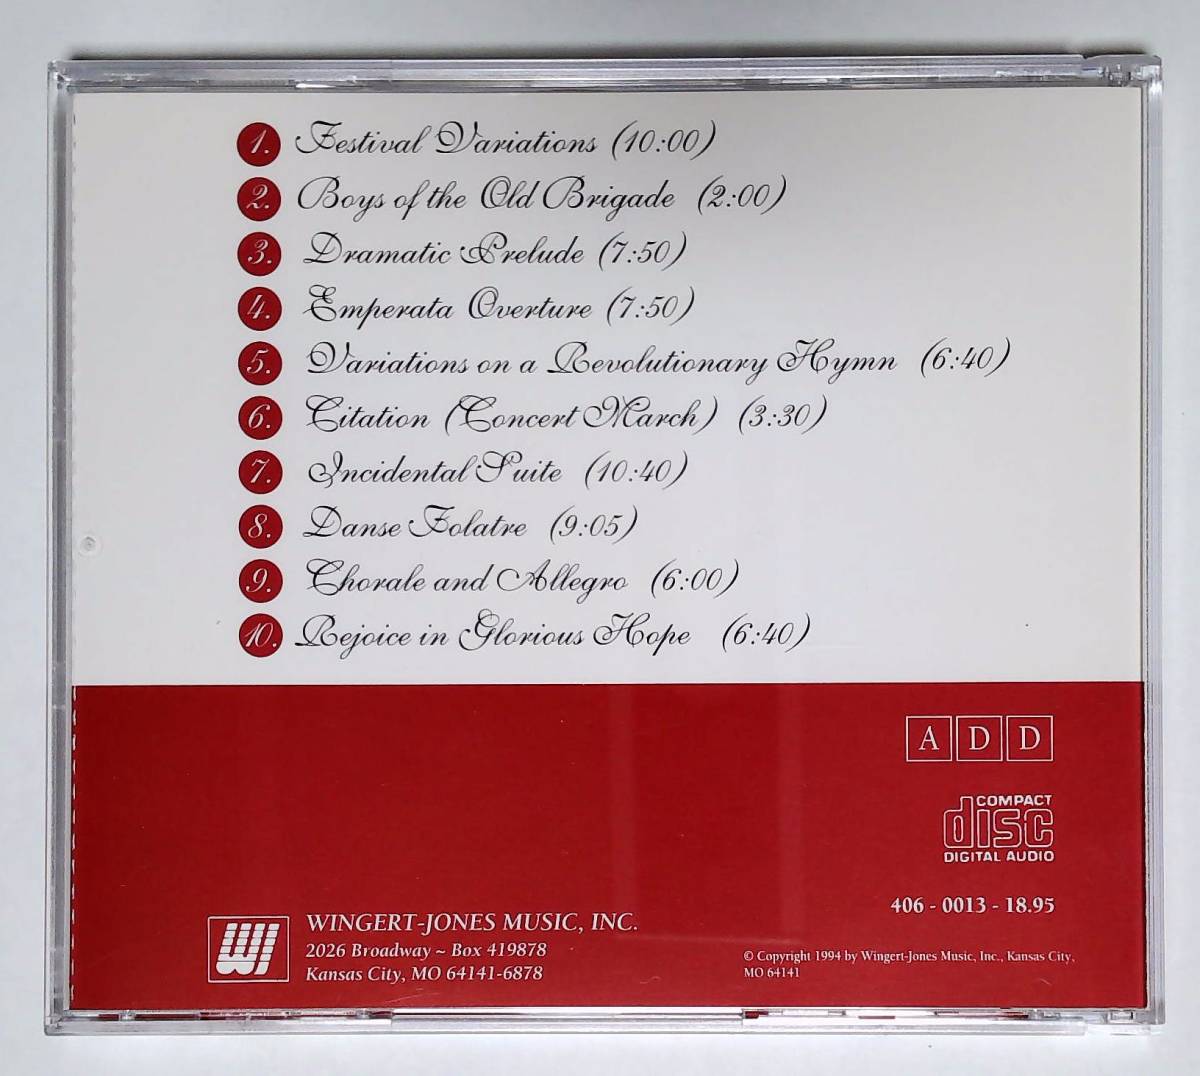 1. Festival Variations (10:00)
2. Boys of the Old Brigade (2:00)
3. Dramatic Prelude (7:50)
4. Emperata Overture (7:50)
5. Variations on a Revolutionary Hymn (6:40)
6. Citation (Concert March) (3:30)
7. Incidental Suite (10:40)
8. Danse Folatre (9:05)
9. Chorale and Allegro (6:00)
10. Rejoice in Glorious Hope (6:40)
A D D
COMPACT
disc
DIGITAL AUDIO
406 - 0013 - 18.95
WJ
WINGERT-JONES MUSIC, INC.
2026 Broadway ~ Box 419878
Kansas City, MO 64141-6878
© Copyright 1994 by Wingert-Jones Music, Inc., Kansas City,
MO 64141